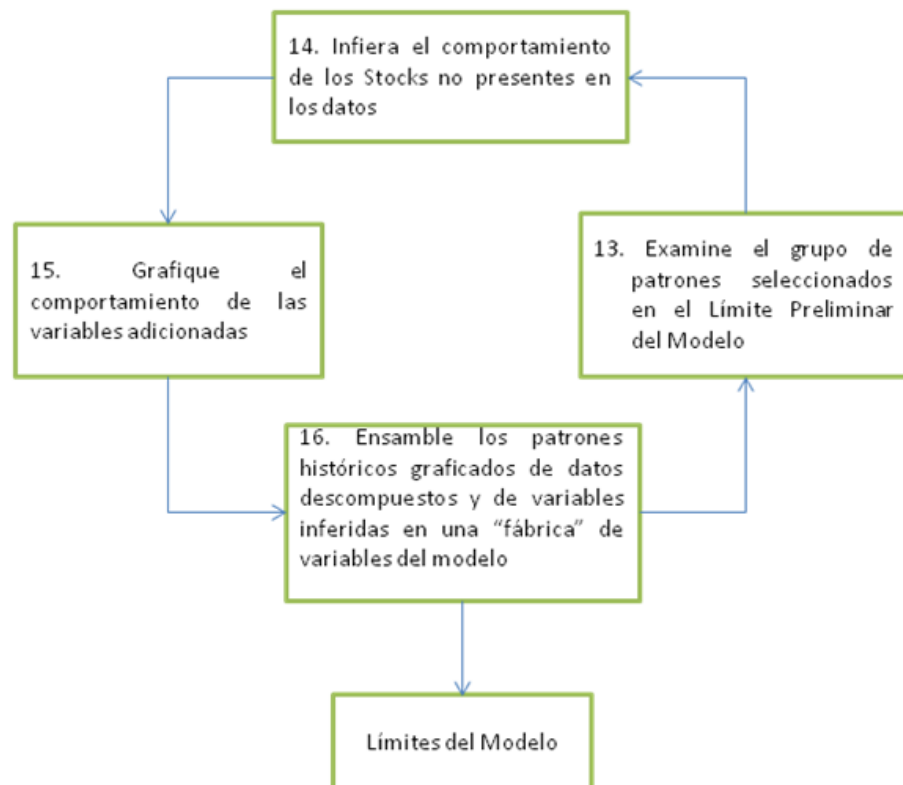 14. Infiera el comportamiento
de los Stocks no presentes en
los datos
15. Grafique el
comportamiento de las
variables adicionadas
13. Examine el grupo de
patrones seleccionados
en el Límite Preliminar
del Modelo
16. Ensamble los patrones
históricos graficados de datos
descompuestos y de variables
inferidas en una “fábrica” de
variables del modelo
Límites del Modelo